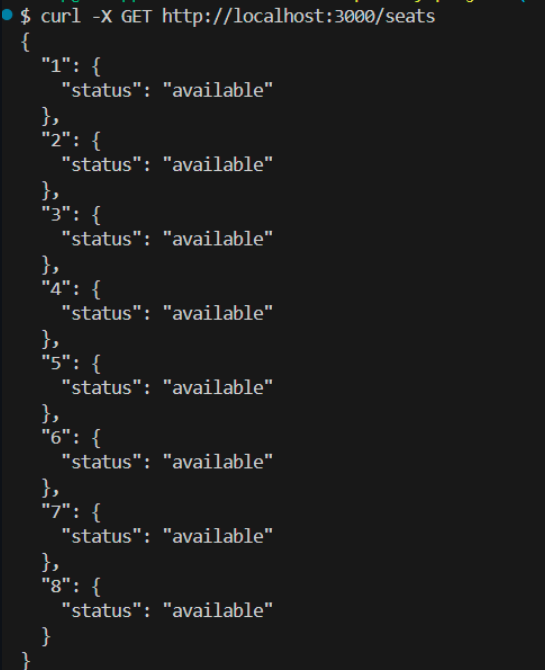 $ curl -X GET http://localhost:3000/seats
{
  "1": {
    "status": "available"
  },
  "2": {
    "status": "available"
  },
  "3": {
    "status": "available"
  },
  "4": {
    "status": "available"
  },
  "5": {
    "status": "available"
  },
  "6": {
    "status": "available"
  },
  "7": {
    "status": "available"
  },
  "8": {
    "status": "available"
  }
}